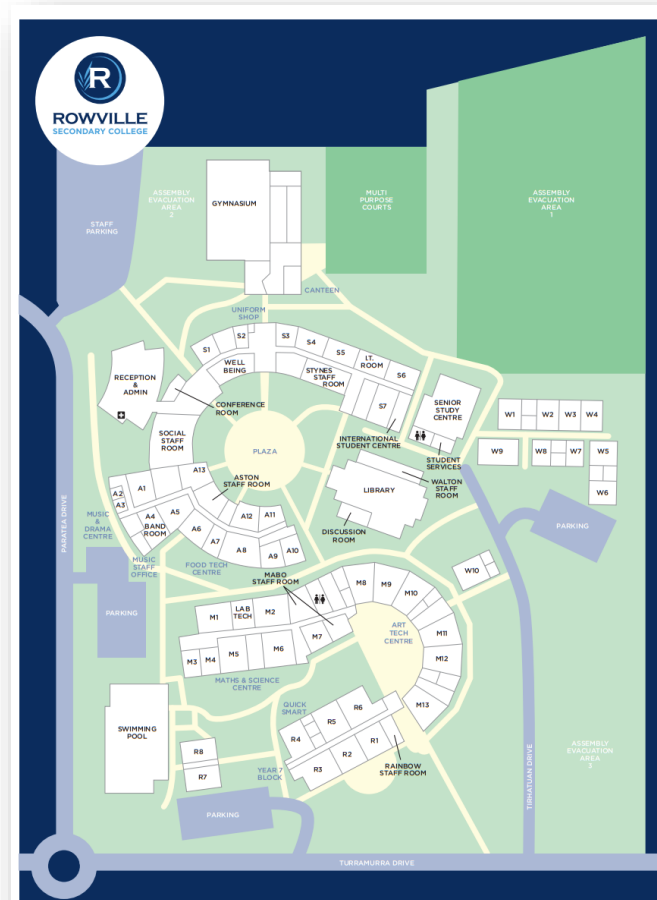 R
ROWVILLE
SECONDARY COLLEGE
STAFF
PARKING
ASSEMBLY
EVACUATION
AREA
2
GYMNASIUM
MULTI
PURPOSE
COURTS
ASSEMBLY
EVACUATION
AREA
1
CANTEEN
UNIFORM
SHOP
S1
S2
S3
S4
S5
I.T.
ROOM
S6
WELL
BEING
STYNES
STAFF
ROOM
S7
RECEPTION
&
ADMIN
CONFERENCE
ROOM
SENIOR
STUDY
CENTRE
W1
W2
W3
W4
INTERNATIONAL
STUDENT CENTRE
SOCIAL
STAFF
ROOM
PLAZA
STUDENT
SERVICES
W9
W8
W7
W5
W6
A13
ASTON
STAFF ROOM
WALTON
STAFF
ROOM
LIBRARY
A1
A2
A3
A4
BAND
ROOM
A5
A6
A7
A8
A12
A11
A9
A10
DISCUSSION
ROOM
PARKING
MUSIC
&
DRAMA
CENTRE
PARATEA DRIVE
MUSIC
STAFF
OFFICE
FOOD TECH
CENTRE
MABO
STAFF ROOM
W10
PARKING
M1
LAB
TECH
M2
M8
M9
M10
M3
M4
M5
M6
M7
ART
TECH
CENTRE
M11
M12
M13
MATHS & SCIENCE
CENTRE
SWIMMING
POOL
QUICK
SMART
R6
R5
R4
R1
R2
R3
RAINBOW
STAFF ROOM
R8
R7
YEAR 7
BLOCK
ASSEMBLY
EVACUATION
AREA
3
TIRHATUAN DRIVE
PARKING
TURRAMURRA DRIVE